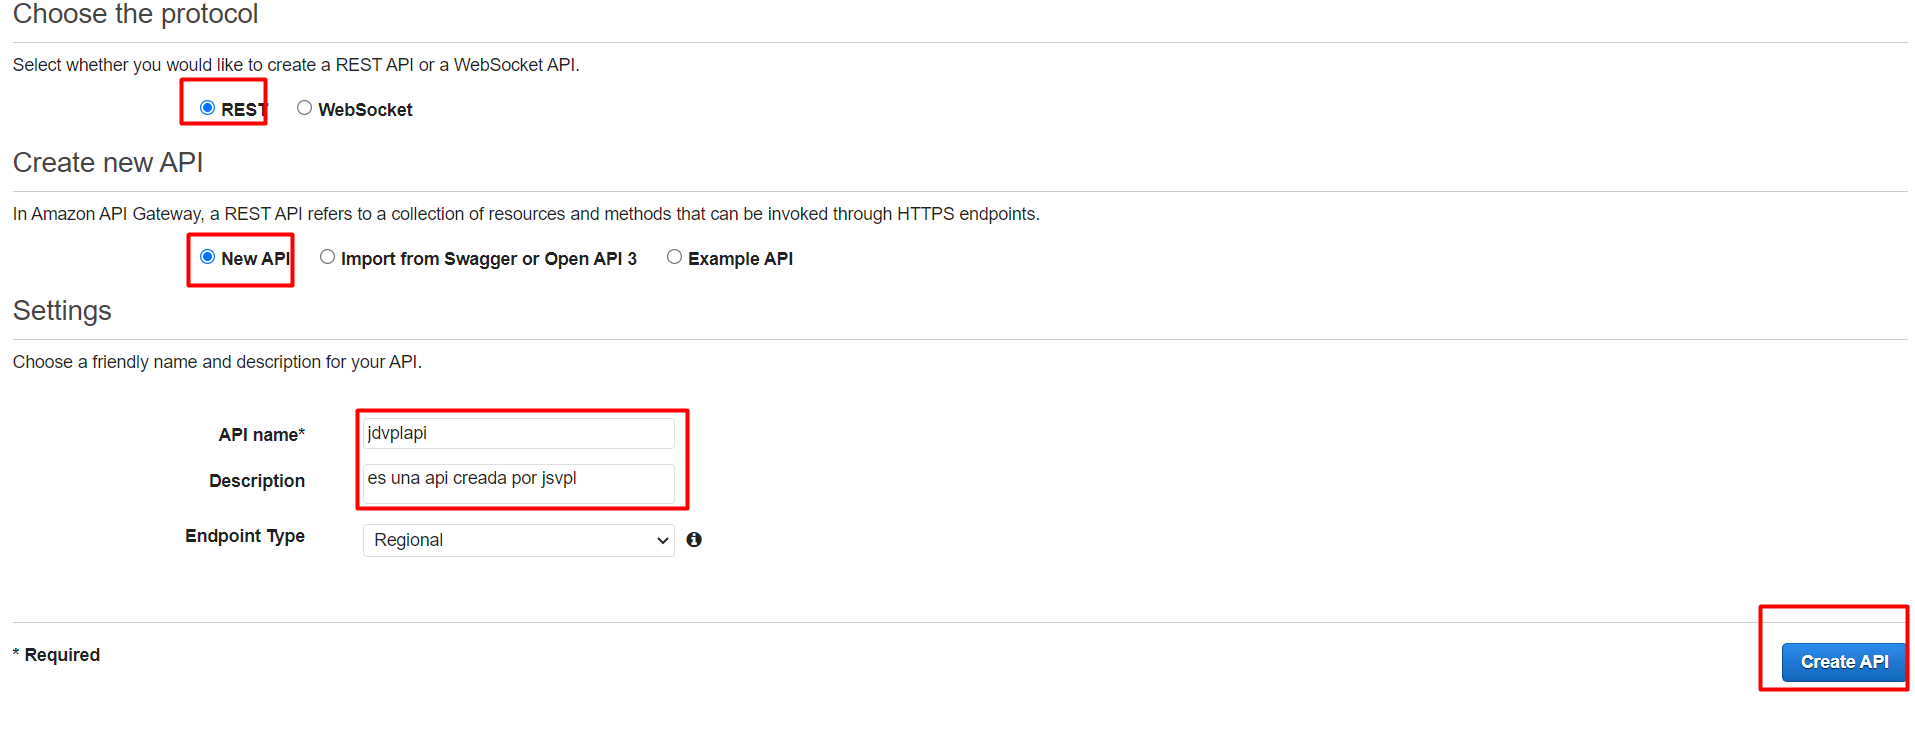 Choose the protocol
Select whether you would like to create a REST API or a WebSocket API.
REST WebSocket
Create new API
In Amazon API Gateway, a REST API refers to a collection of resources and methods that can be invoked through HTTPS endpoints.
New API Import from Swagger or Open API 3 Example API
Settings
Choose a friendly name and description for your API.
API name* jdvplapi
Description es una api creada por jsvpl
Endpoint Type Regional
* Required
Create API